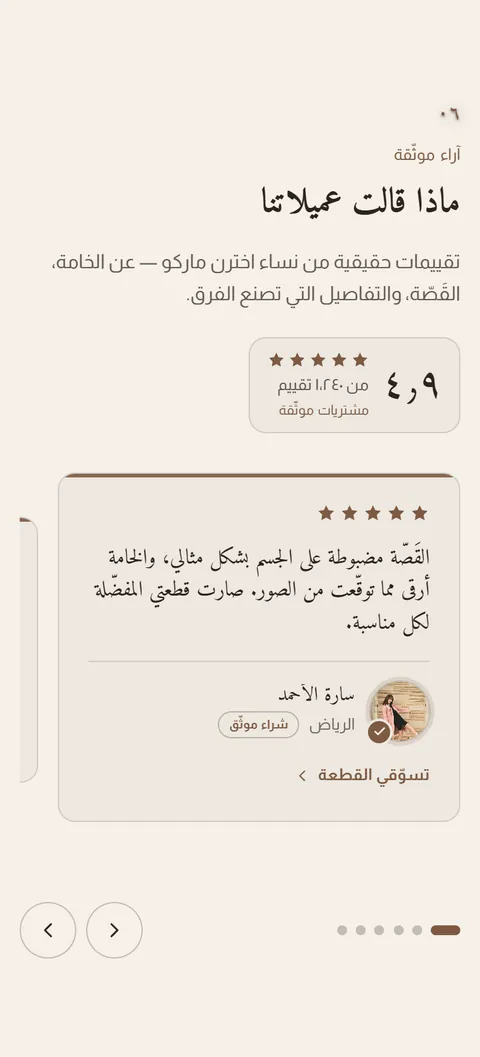 ٠٦
آراء موثّقة
ماذا قالت عميلاتنا
تقييمات حقيقية من نساء اخترن ماركو — عن الخامة،
القَصّة، والتفاصيل التي تصنع الفرق.
٤٫٩
من ١٬٢٤٠ تقييم
مشتريات موثّقة
القَصّة مضبوطة على الجسم بشكل مثالي، والخامة
أرقى مما توقّعت من الصور. صارت قطعتي المفضّلة
لكل مناسبة.
سارة الأحمد
الرياض
شراء موثّق
تسوّقي القطعة